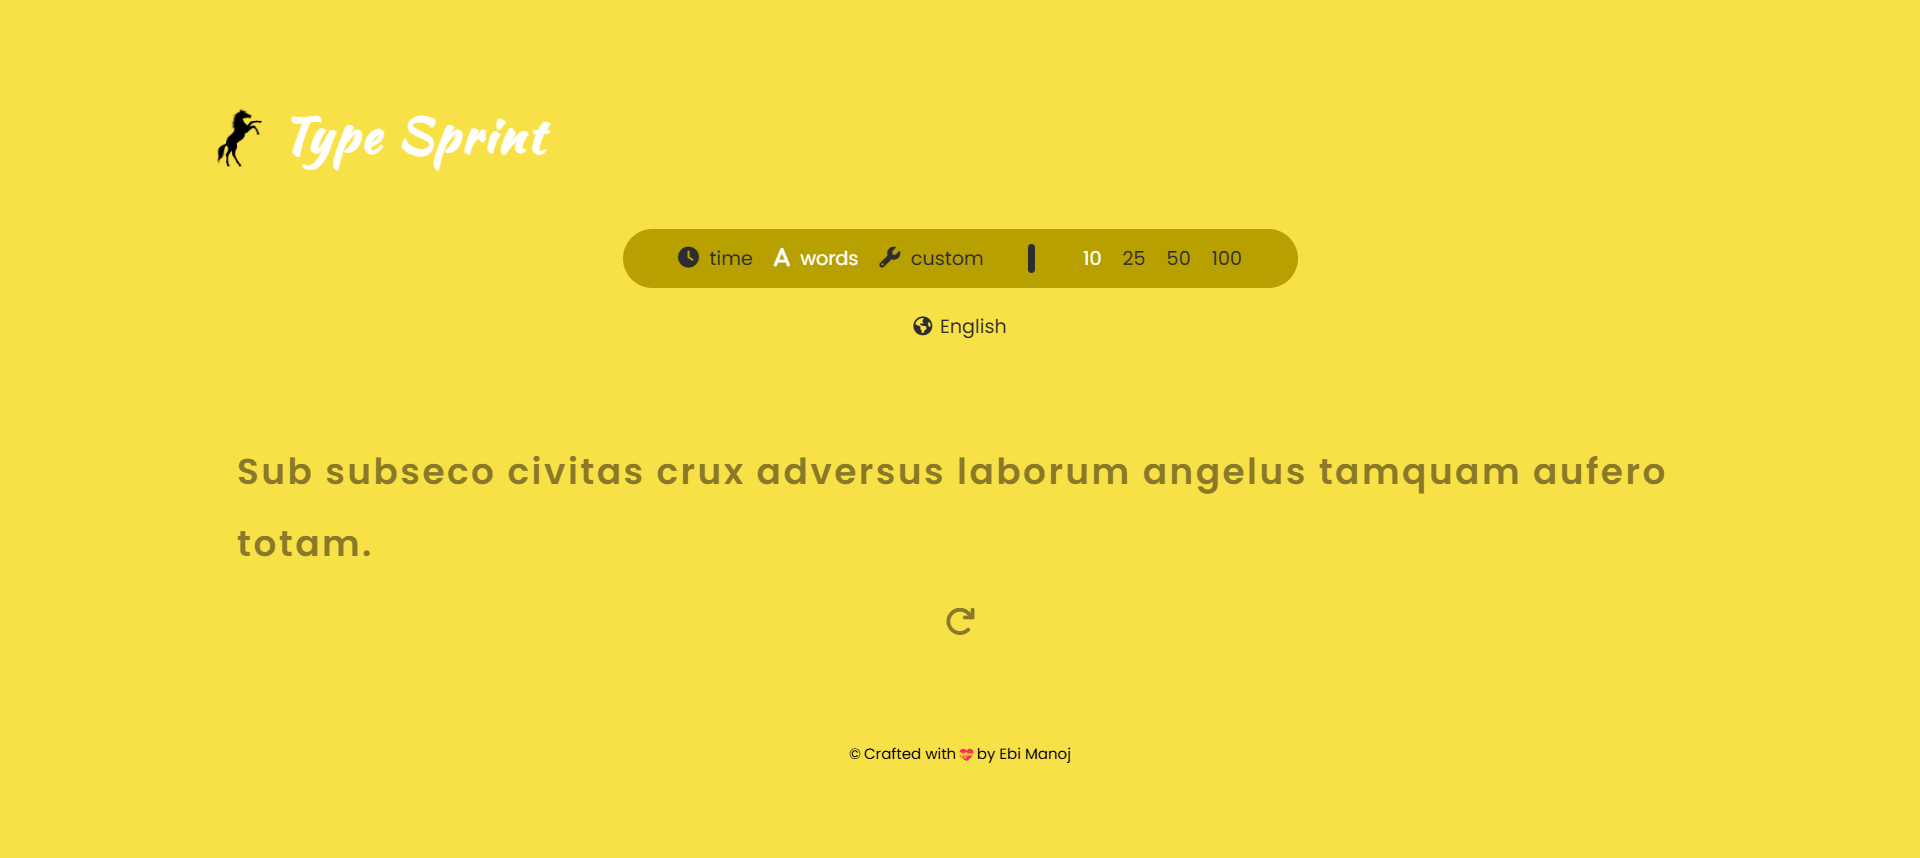 Type Sprint
time A words custom 10 25 50 100
English
Sub subseco civitas crux adversus laborum angelus tamquam aufero
totam.
© Crafted with💝by Ebi Manoj